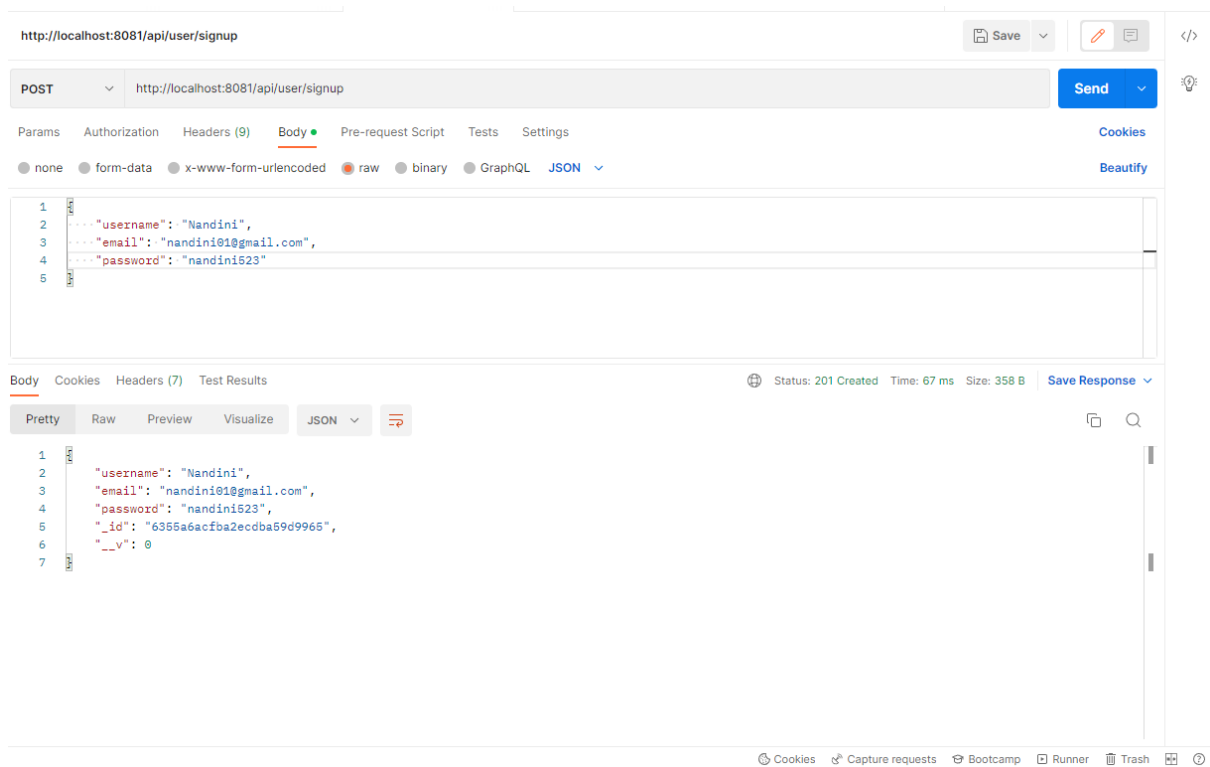 http://localhost:8081/api/user/signup Save </>
POST http://localhost:8081/api/user/signup Send
Params Authorization Headers (9) Body Pre-request Script Tests Settings Cookies
none form-data x-www-form-urlencoded raw binary GraphQL JSON Beautify
1 {
2 "username": "Nandini",
3 "email": "nandini01@gmail.com",
4 "password": "nandini523"
5 }
Body Cookies Headers (7) Test Results Status: 201 Created Time: 67 ms Size: 358 B Save Response
Pretty Raw Preview Visualize JSON
1 {
2 "username": "Nandini",
3 "email": "nandini01@gmail.com",
4 "password": "nandini523",
5 "_id": "6355a6acfba2ecdba59d9965",
6 "__v": 0
7 }
Cookies Capture requests Bootcamp Runner Trash